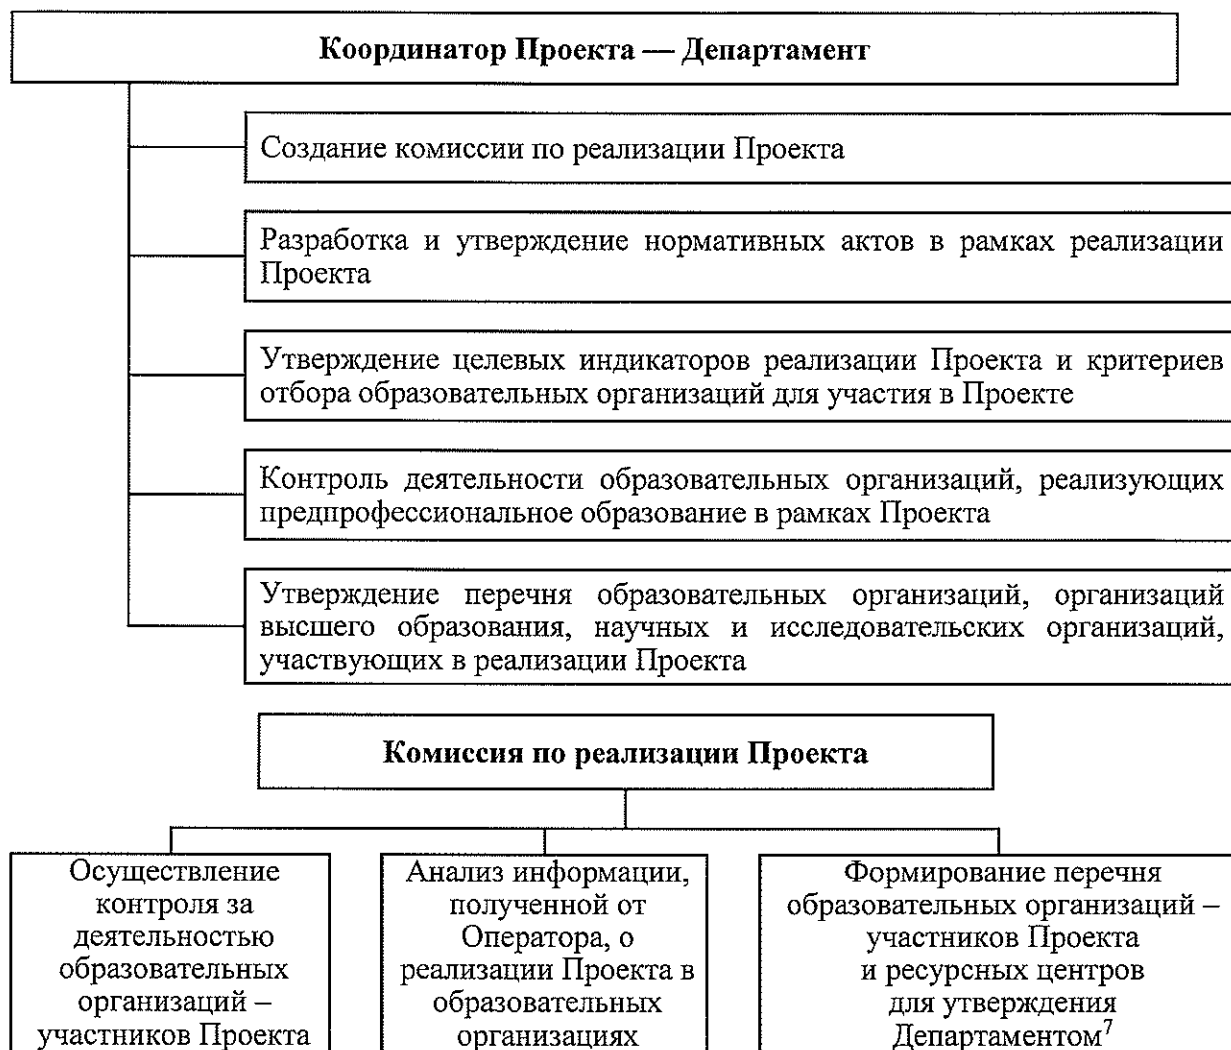 Координатор Проекта — Департамент
Создание комиссии по реализации Проекта
Разработка и утверждение нормативных актов в рамках реализации
Проекта
Утверждение целевых индикаторов реализации Проекта и критериев
отбора образовательных организаций для участия в Проекте
Контроль деятельности образовательных организаций, реализующих
предпрофессиональное образование в рамках Проекта
Утверждение перечня образовательных организаций, организаций
высшего образования, научных и исследовательских организаций,
участвующих в реализации Проекта
Комиссия по реализации Проекта
Осуществление
контроля за
деятельностью
образовательных
организаций –
участников Проекта
Анализ информации,
полученной от
Оператора, о
реализации Проекта в
образовательных
организациях
Формирование перечня
образовательных организаций –
участников Проекта
и ресурсных центров
для утверждения
Департаментом⁷